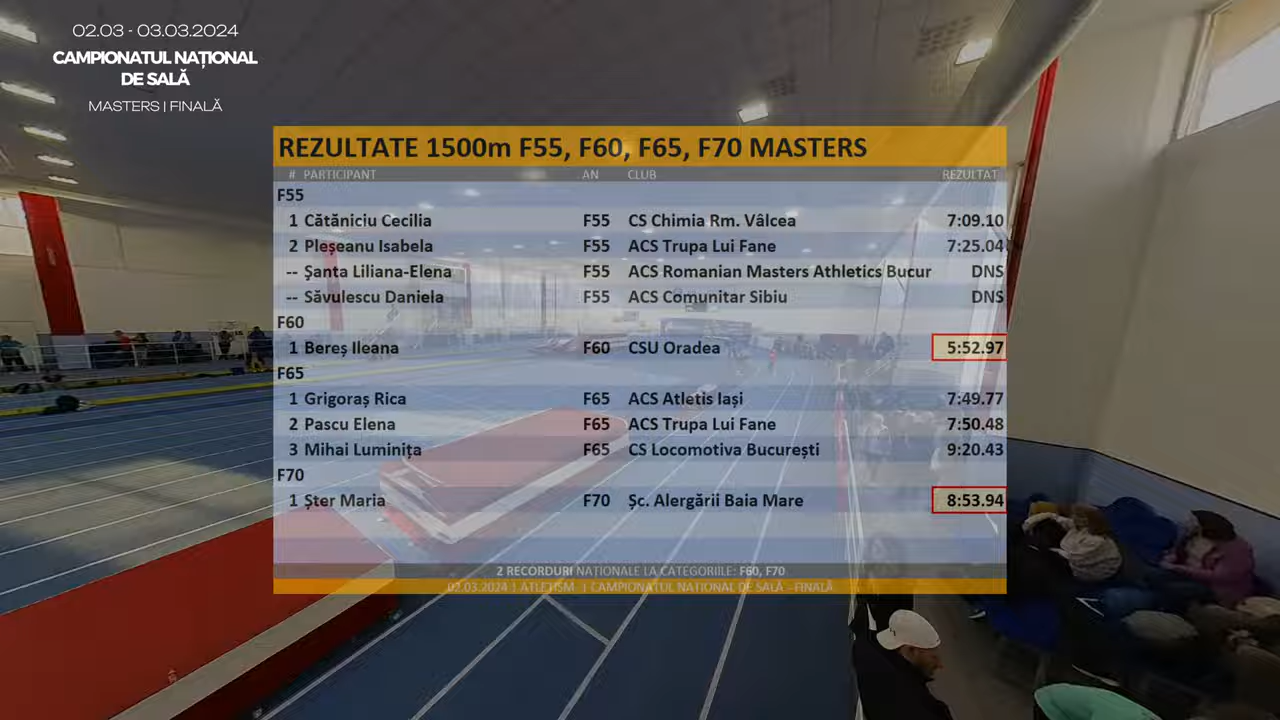 02.03 - 03.03.2024
CAMPIONATUL NAȚIONAL
DE SALĂ
MASTERS | FINALĂ
REZULTATE 1500m F55, F60, F65, F70 MASTERS
# PARTICIPANT AN CLUB REZULTAT
F55
1 Cătăniciu Cecilia F55 CS Chimia Rm. Vâlcea 7:09.10
2 Pleșeanu Isabela F55 ACS Trupa Lui Fane 7:25.04
-- Șanta Liliana-Elena F55 ACS Romanian Masters Athletics Bucur DNS
-- Săvulescu Daniela F55 ACS Comunitar Sibiu DNS
F60
1 Bereș Ileana F60 CSU Oradea 5:52.97
F65
1 Grigoraș Rica F65 ACS Atletis Iași 7:49.77
2 Pascu Elena F65 ACS Trupa Lui Fane 7:50.48
3 Mihai Luminița F65 CS Locomotiva București 9:20.43
F70
1 Șter Maria F70 Șc. Alergării Baia Mare 8:53.94
2 RECORDURI NAȚIONALE LA CATEGORIILE: F60, F70
02.03.2024 | ATLETISM | CAMPIONATUL NAȚIONAL DE SALĂ - FINALĂ